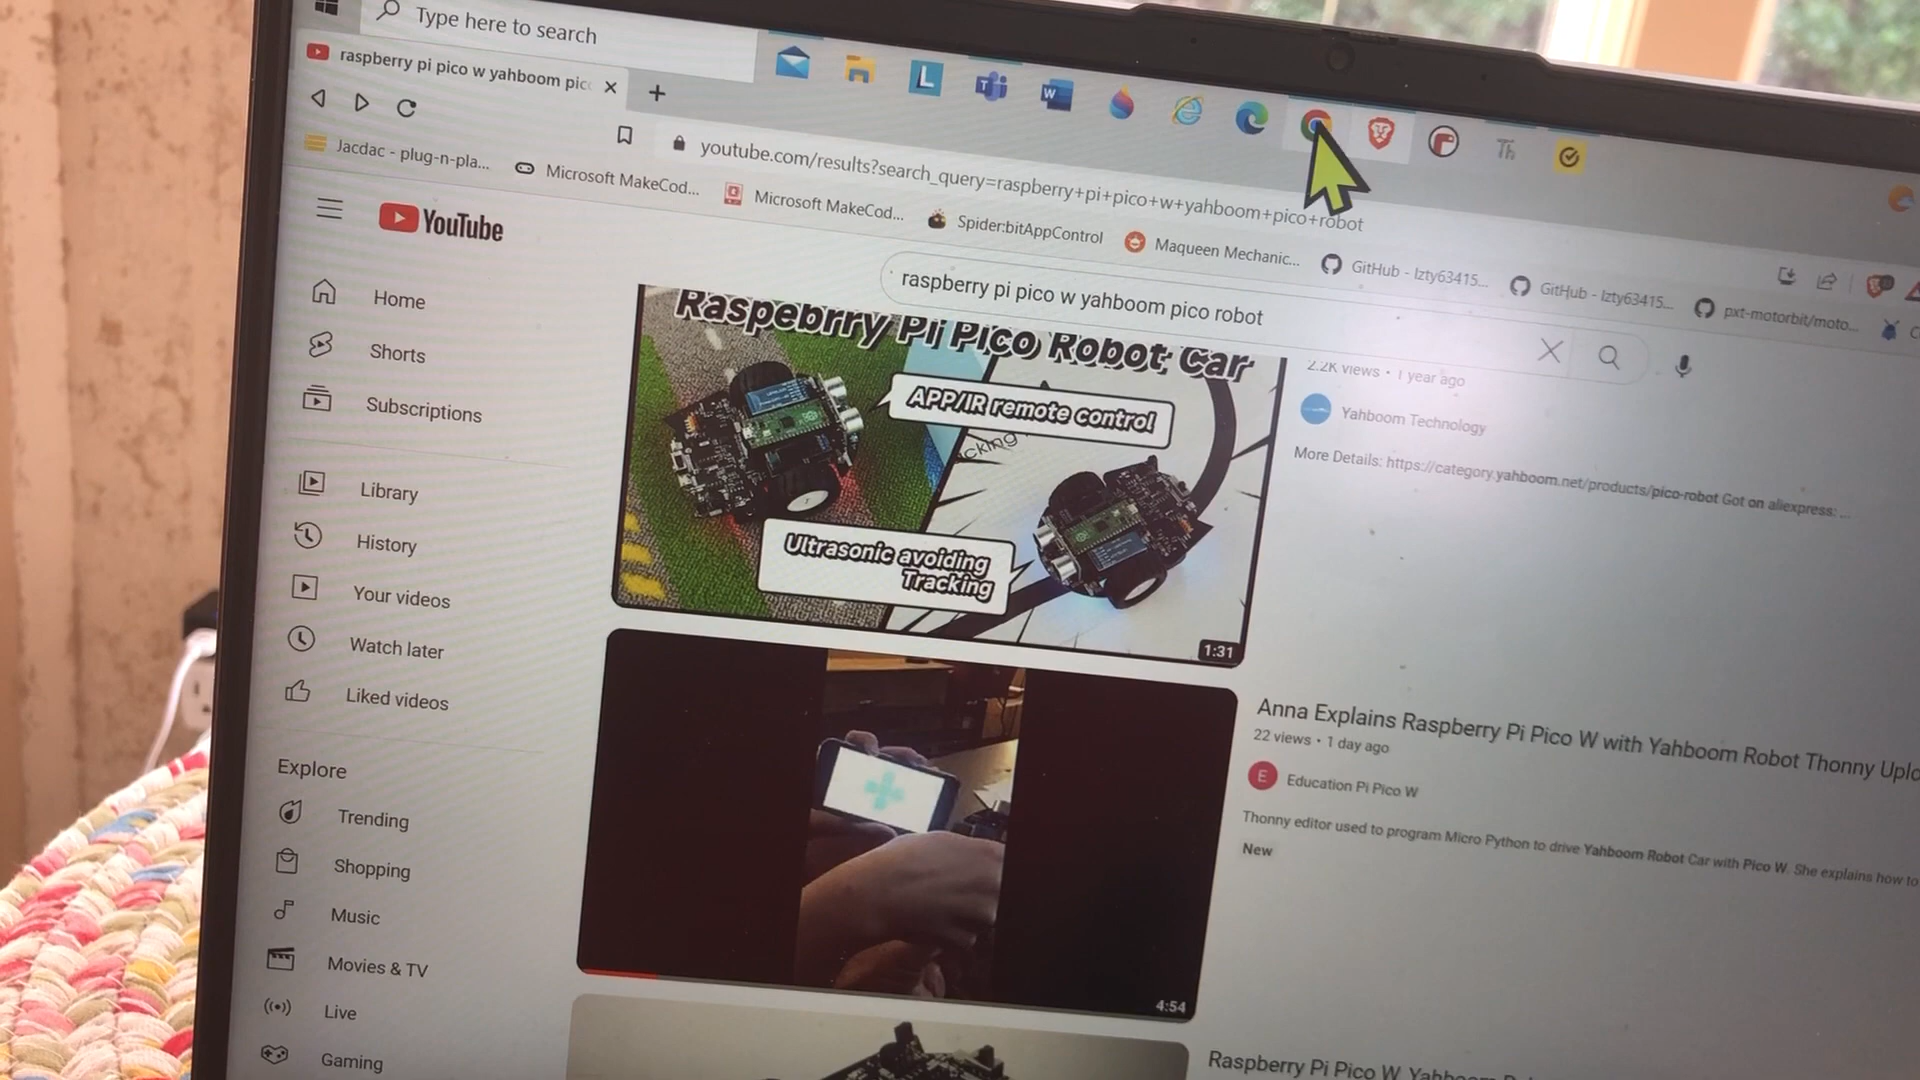 Type here to search
raspberry pi pico w yahboom pic
youtube.com/results?search_query=raspberry+pi+pico+w+yahboom+pico+robot
Jacdac - plug-n-pla...
Microsoft MakeCod...
Microsoft MakeCod...
Spider:bitAppControl
Maqueen Mechanic...
GitHub - lzty63415...
GitHub - lzty63415...
pxt-motorbit/moto...
YouTube
raspberry pi pico w yahboom pico robot
Home
Shorts
Subscriptions
Library
History
Your videos
Watch later
Liked videos
Explore
Trending
Shopping
Music
Movies & TV
Live
Gaming
Raspebrry Pi Pico Robot Car
APP/IR remote control
cking
Ultrasonic avoiding
Tracking
1:31
2.2K views • 1 year ago
Yahboom Technology
More Details: https://category.yahboom.net/products/pico-robot Got on aliexpress: ...
4:54
Anna Explains Raspberry Pi Pico W with Yahboom Robot Thonny Uplo
22 views • 1 day ago
E
Education Pi Pico W
Thonny editor used to program Micro Python to drive Yahboom Robot Car with Pico W. She explains how to
New
Raspberry Pi Pico W